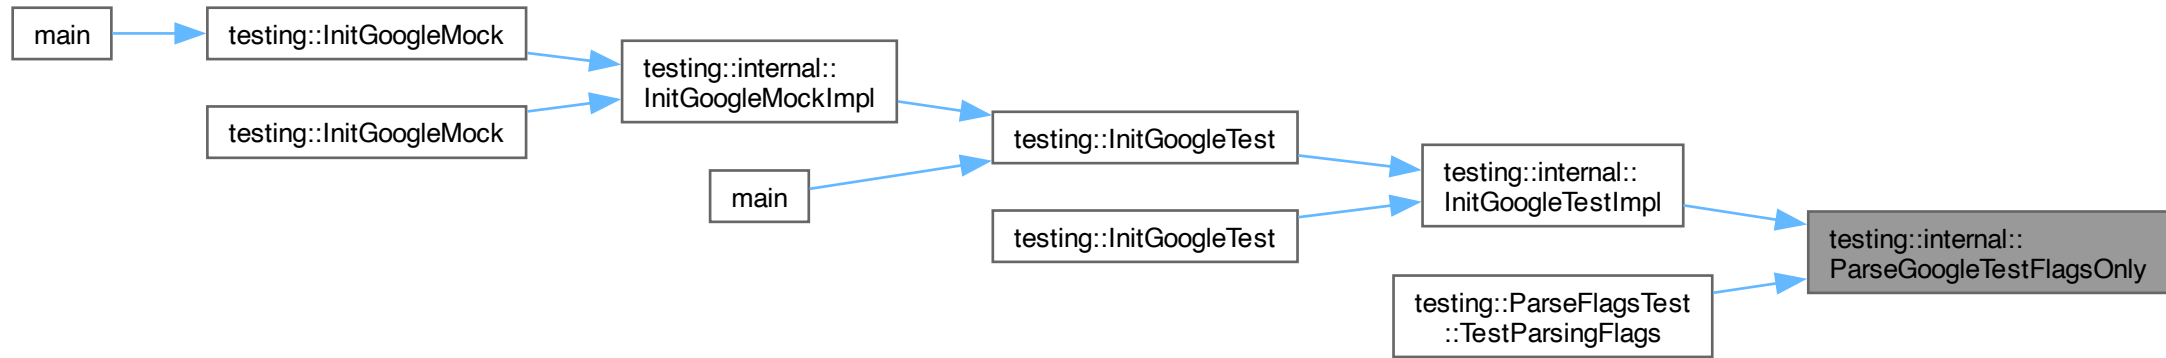 main
testing::InitGoogleMock
testing::InitGoogleMock
testing::internal::
InitGoogleMockImpl
main
testing::InitGoogleTest
testing::InitGoogleTest
testing::internal::
InitGoogleTestImpl
testing::ParseFlagsTest
::TestParsingFlags
testing::internal::
ParseGoogleTestFlagsOnly